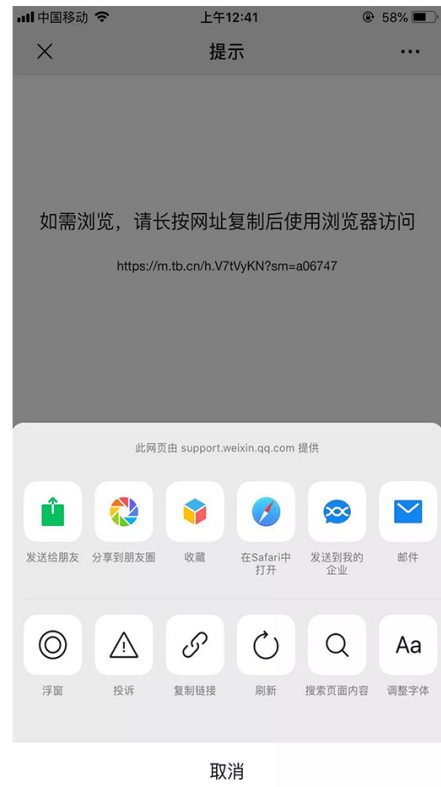 中国移动 上午12:41 58%
提示
如需浏览，请长按网址复制后使用浏览器访问
https://m.tb.cn/h.V7tVyKN?sm=a06747
此网页由 support.weixin.qq.com 提供
发送给朋友 分享到朋友圈 收藏 在Safari中 发送到我的 邮件
打开 企业
Aa
浮窗 投诉 复制链接 刷新 搜索页面内容 调整字体
取消